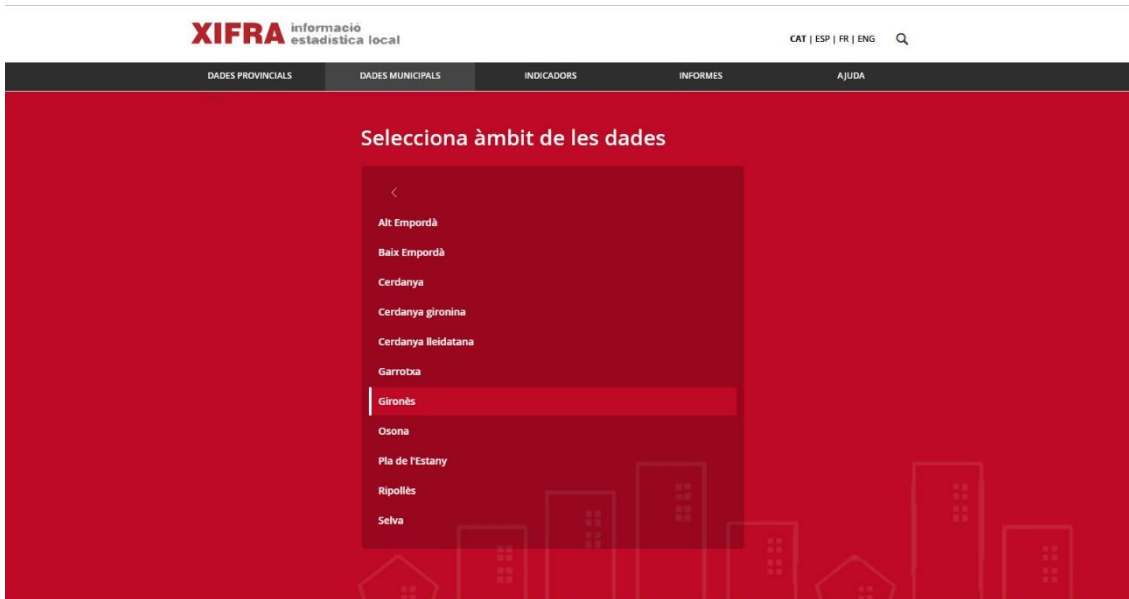 XIFRA informació
estadística local
CAT | ESP | FR | ENG
DADES PROVINCIALS DADES MUNICIPALS INDICADORS INFORMES AJUDA
Selecciona àmbit de les dades
<
Alt Empordà
Baix Empordà
Cerdanya
Cerdanya gironina
Cerdanya lleidatana
Garrotxa
Gironès
Osona
Pla de l'Estany
Ripollès
Selva